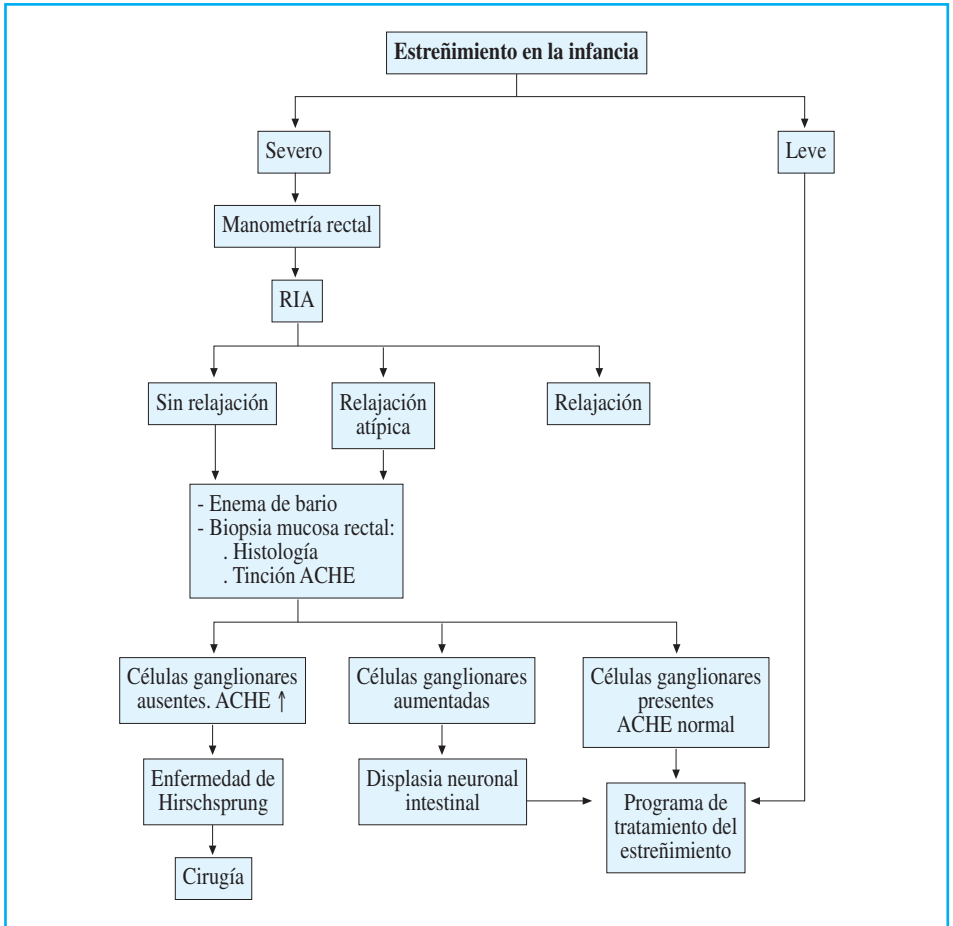 Estreñimiento en la infancia
Severo
Leve
Manometría rectal
RIA
Sin relajación
Relajación
atípica
Relajación
- Enema de bario
- Biopsia mucosa rectal:
. Histología
. Tinción ACHE
Células ganglionares
ausentes. ACHE ↑
Células ganglionares
aumentadas
Células ganglionares
presentes
ACHE normal
Enfermedad de
Hirschsprung
Displasia neuronal
intestinal
Programa de
tratamiento del
estreñimiento
Cirugía